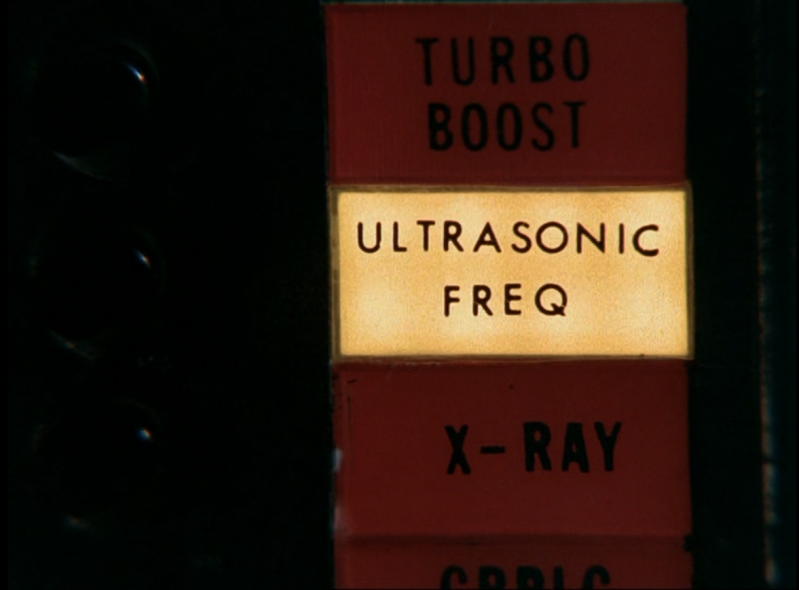 TURBO
BOOST
ULTRASONIC
FREQ
X-RAY